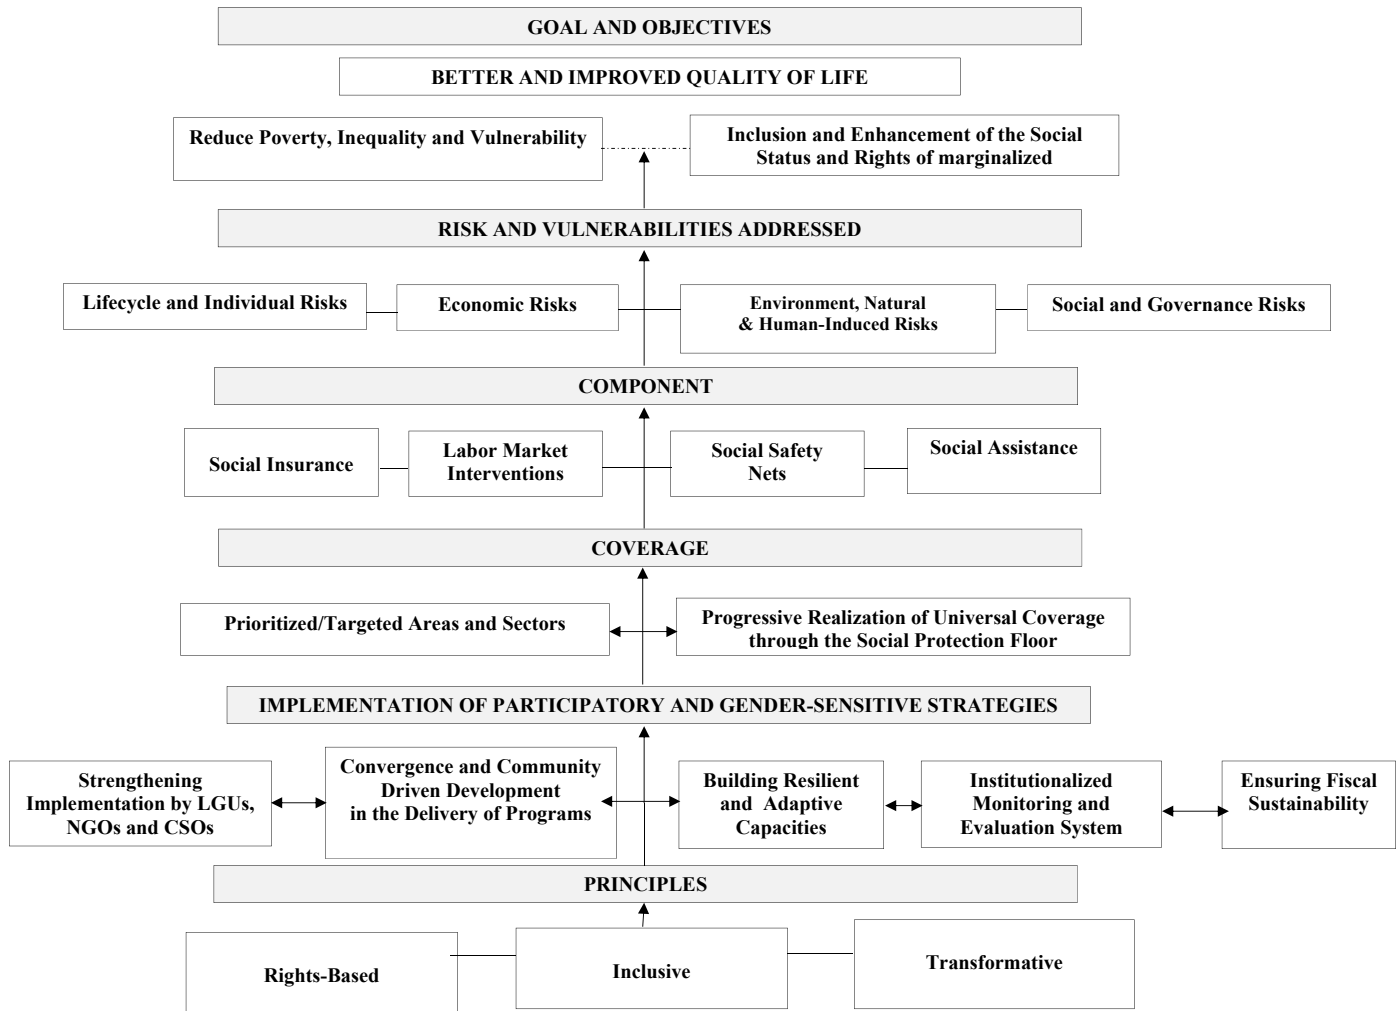 GOAL AND OBJECTIVES
BETTER AND IMPROVED QUALITY OF LIFE
Reduce Poverty, Inequality and Vulnerability
Inclusion and Enhancement of the Social
Status and Rights of marginalized
RISK AND VULNERABILITIES ADDRESSED
Lifecycle and Individual Risks
Economic Risks
Environment, Natural
& Human-Induced Risks
Social and Governance Risks
COMPONENT
Social Insurance
Labor Market
Interventions
Social Safety
Nets
Social Assistance
COVERAGE
Prioritized/Targeted Areas and Sectors
Progressive Realization of Universal Coverage
through the Social Protection Floor
IMPLEMENTATION OF PARTICIPATORY AND GENDER-SENSITIVE STRATEGIES
Strengthening
Implementation by LGUs,
NGOs and CSOs
Convergence and Community
Driven Development
in the Delivery of Programs
Building Resilient
and Adaptive
Capacities
Institutionalized
Monitoring and
Evaluation System
Ensuring Fiscal
Sustainability
PRINCIPLES
Rights-Based
Inclusive
Transformative